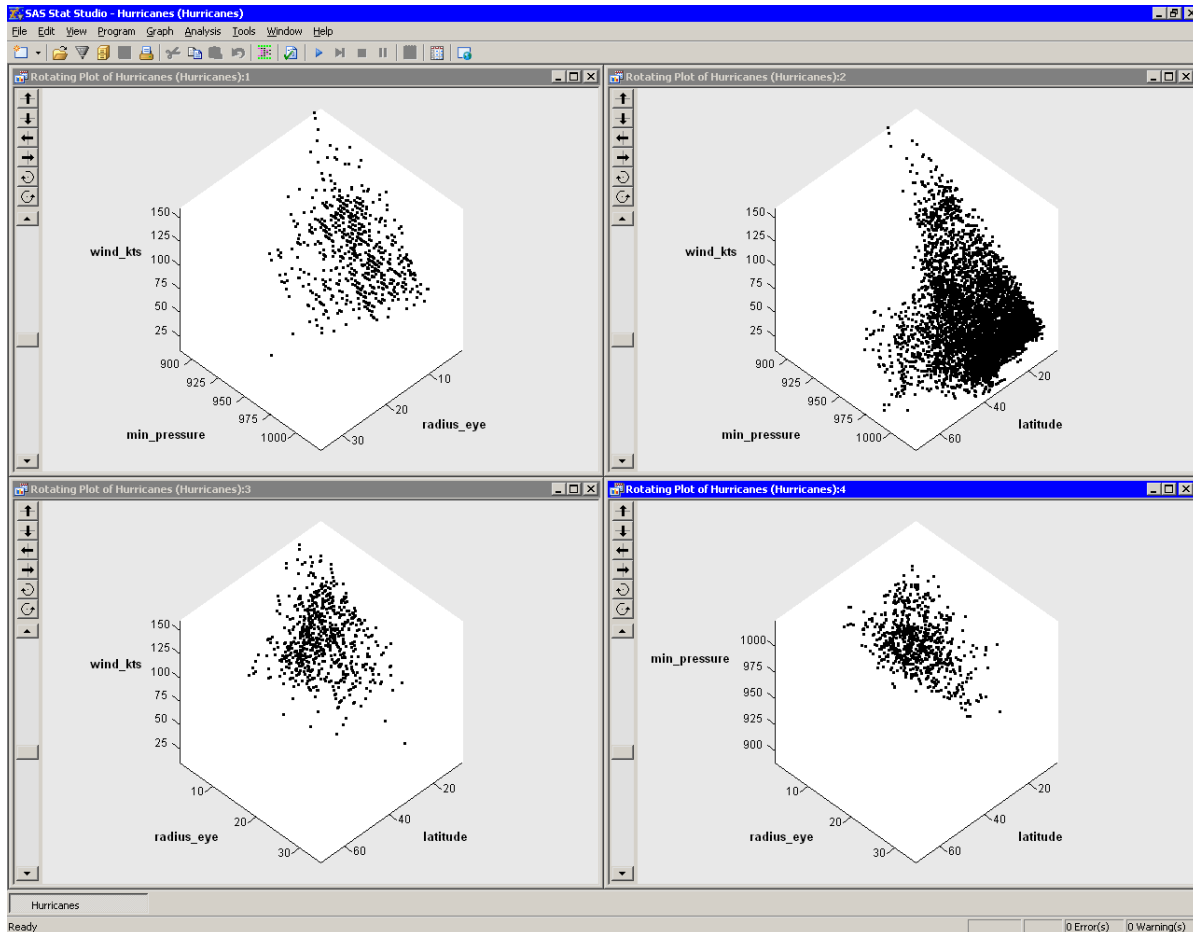 SAS Stat Studio - Hurricanes (Hurricanes)
File Edit View Program Graph Analysis Tools Window Help
Rotating Plot of Hurricanes (Hurricanes):1
150
125
wind_kts
100
75
50
25
900
925
950
975
1000
min_pressure
10
20
30
radius_eye
Rotating Plot of Hurricanes (Hurricanes):2
150
125
wind_kts
100
75
50
25
900
925
950
975
1000
min_pressure
20
40
60
latitude
Rotating Plot of Hurricanes (Hurricanes):3
150
125
wind_kts
100
75
50
25
10
20
30
radius_eye
20
40
60
latitude
Rotating Plot of Hurricanes (Hurricanes):4
1000
min_pressure
975
950
925
900
10
20
30
radius_eye
20
40
60
latitude
Hurricanes
Ready
0 Error(s) 0 Warning(s)